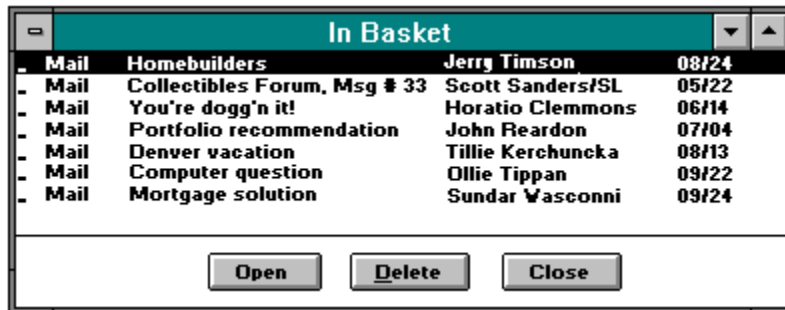 In Basket
Mail Homebuilders Jerry Timson 08/24
Mail Collectibles Forum, Msg # 33 Scott Sanders/SL 05/22
Mail You're dogg'n it! Horatio Clemmons 06/14
Mail Portfolio recommendation John Reardon 07/04
Mail Denver vacation Tillie Kerchuncka 08/13
Mail Computer question Ollie Tippan 09/22
Mail Mortgage solution Sundar Vasconni 09/24
Open Delete Close